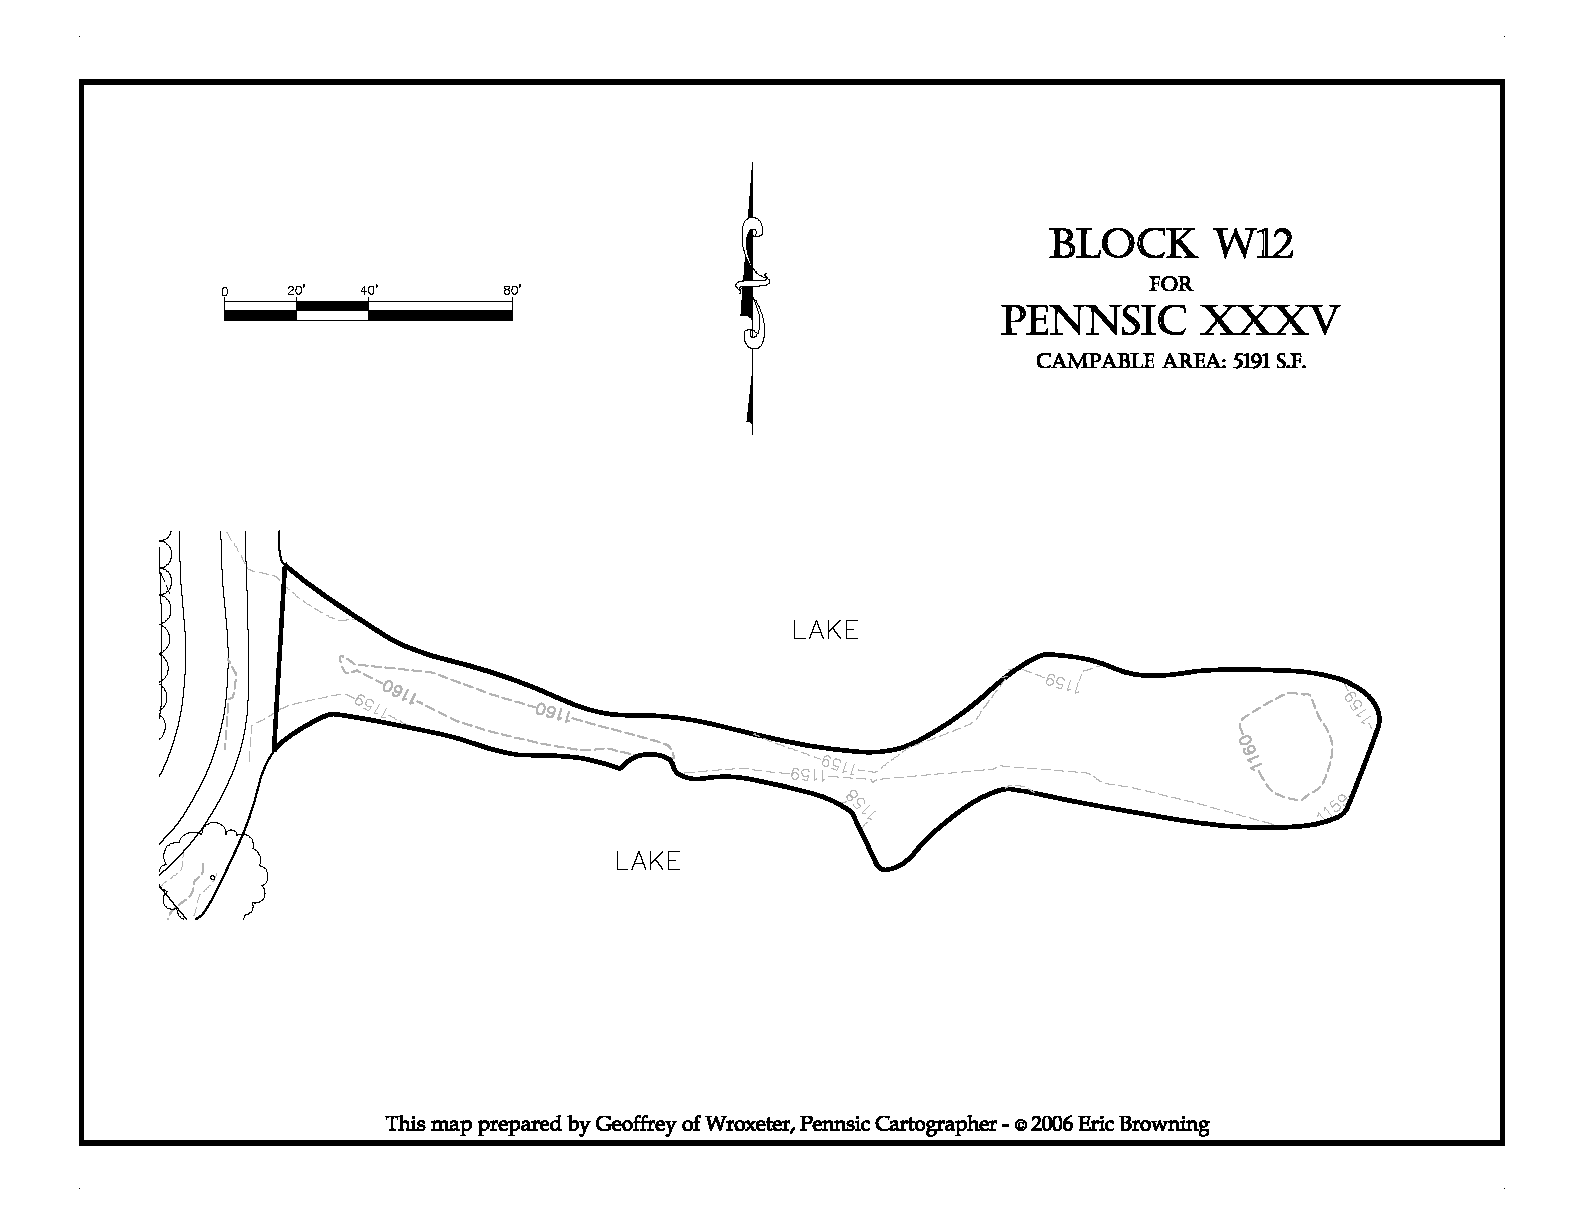 BLOCK W12
FOR
PENNSIC XXXV
CAMPABLE AREA: 5191 S.F.
0 20' 40' 80'
LAKE
1159
1159
1160
1159
1160
1159
1159
1160
1158
1159
LAKE
This map prepared by Geoffrey of Wroxeter, Pennsic Cartographer - © 2006 Eric Browning